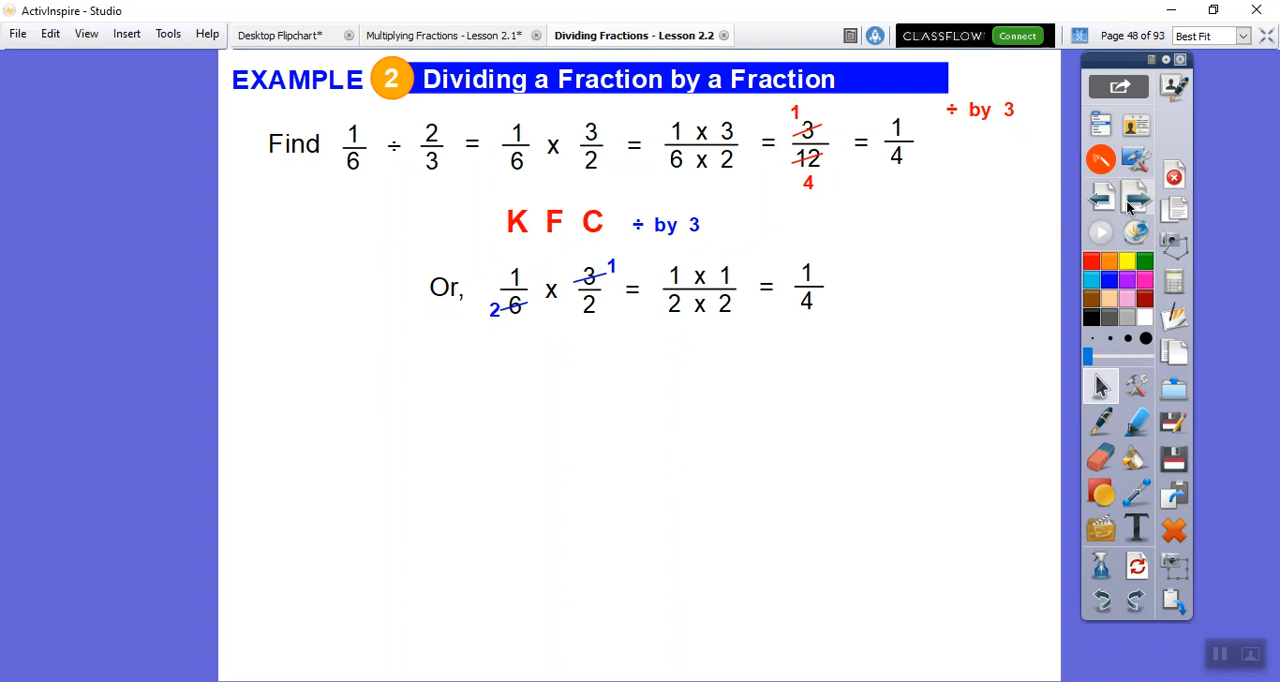 ActivInspire - Studio
File Edit View Insert Tools Help
Desktop Flipchart* Multiplying Fractions - Lesson 2.1* Dividing Fractions - Lesson 2.2
CLASSFLOW Connect
Page 48 of 93 Best Fit
EXAMPLE 2 Dividing a Fraction by a Fraction
÷ by 3
Find 1/6 ÷ 2/3 = 1/6 x 3/2 = 1 x 3/6 x 2 = 3/12 = 1/4
1
4
K F C ÷ by 3
Or, 1/6 x 3/2 = 1 x 1/2 x 2 = 1/4
1
2
T